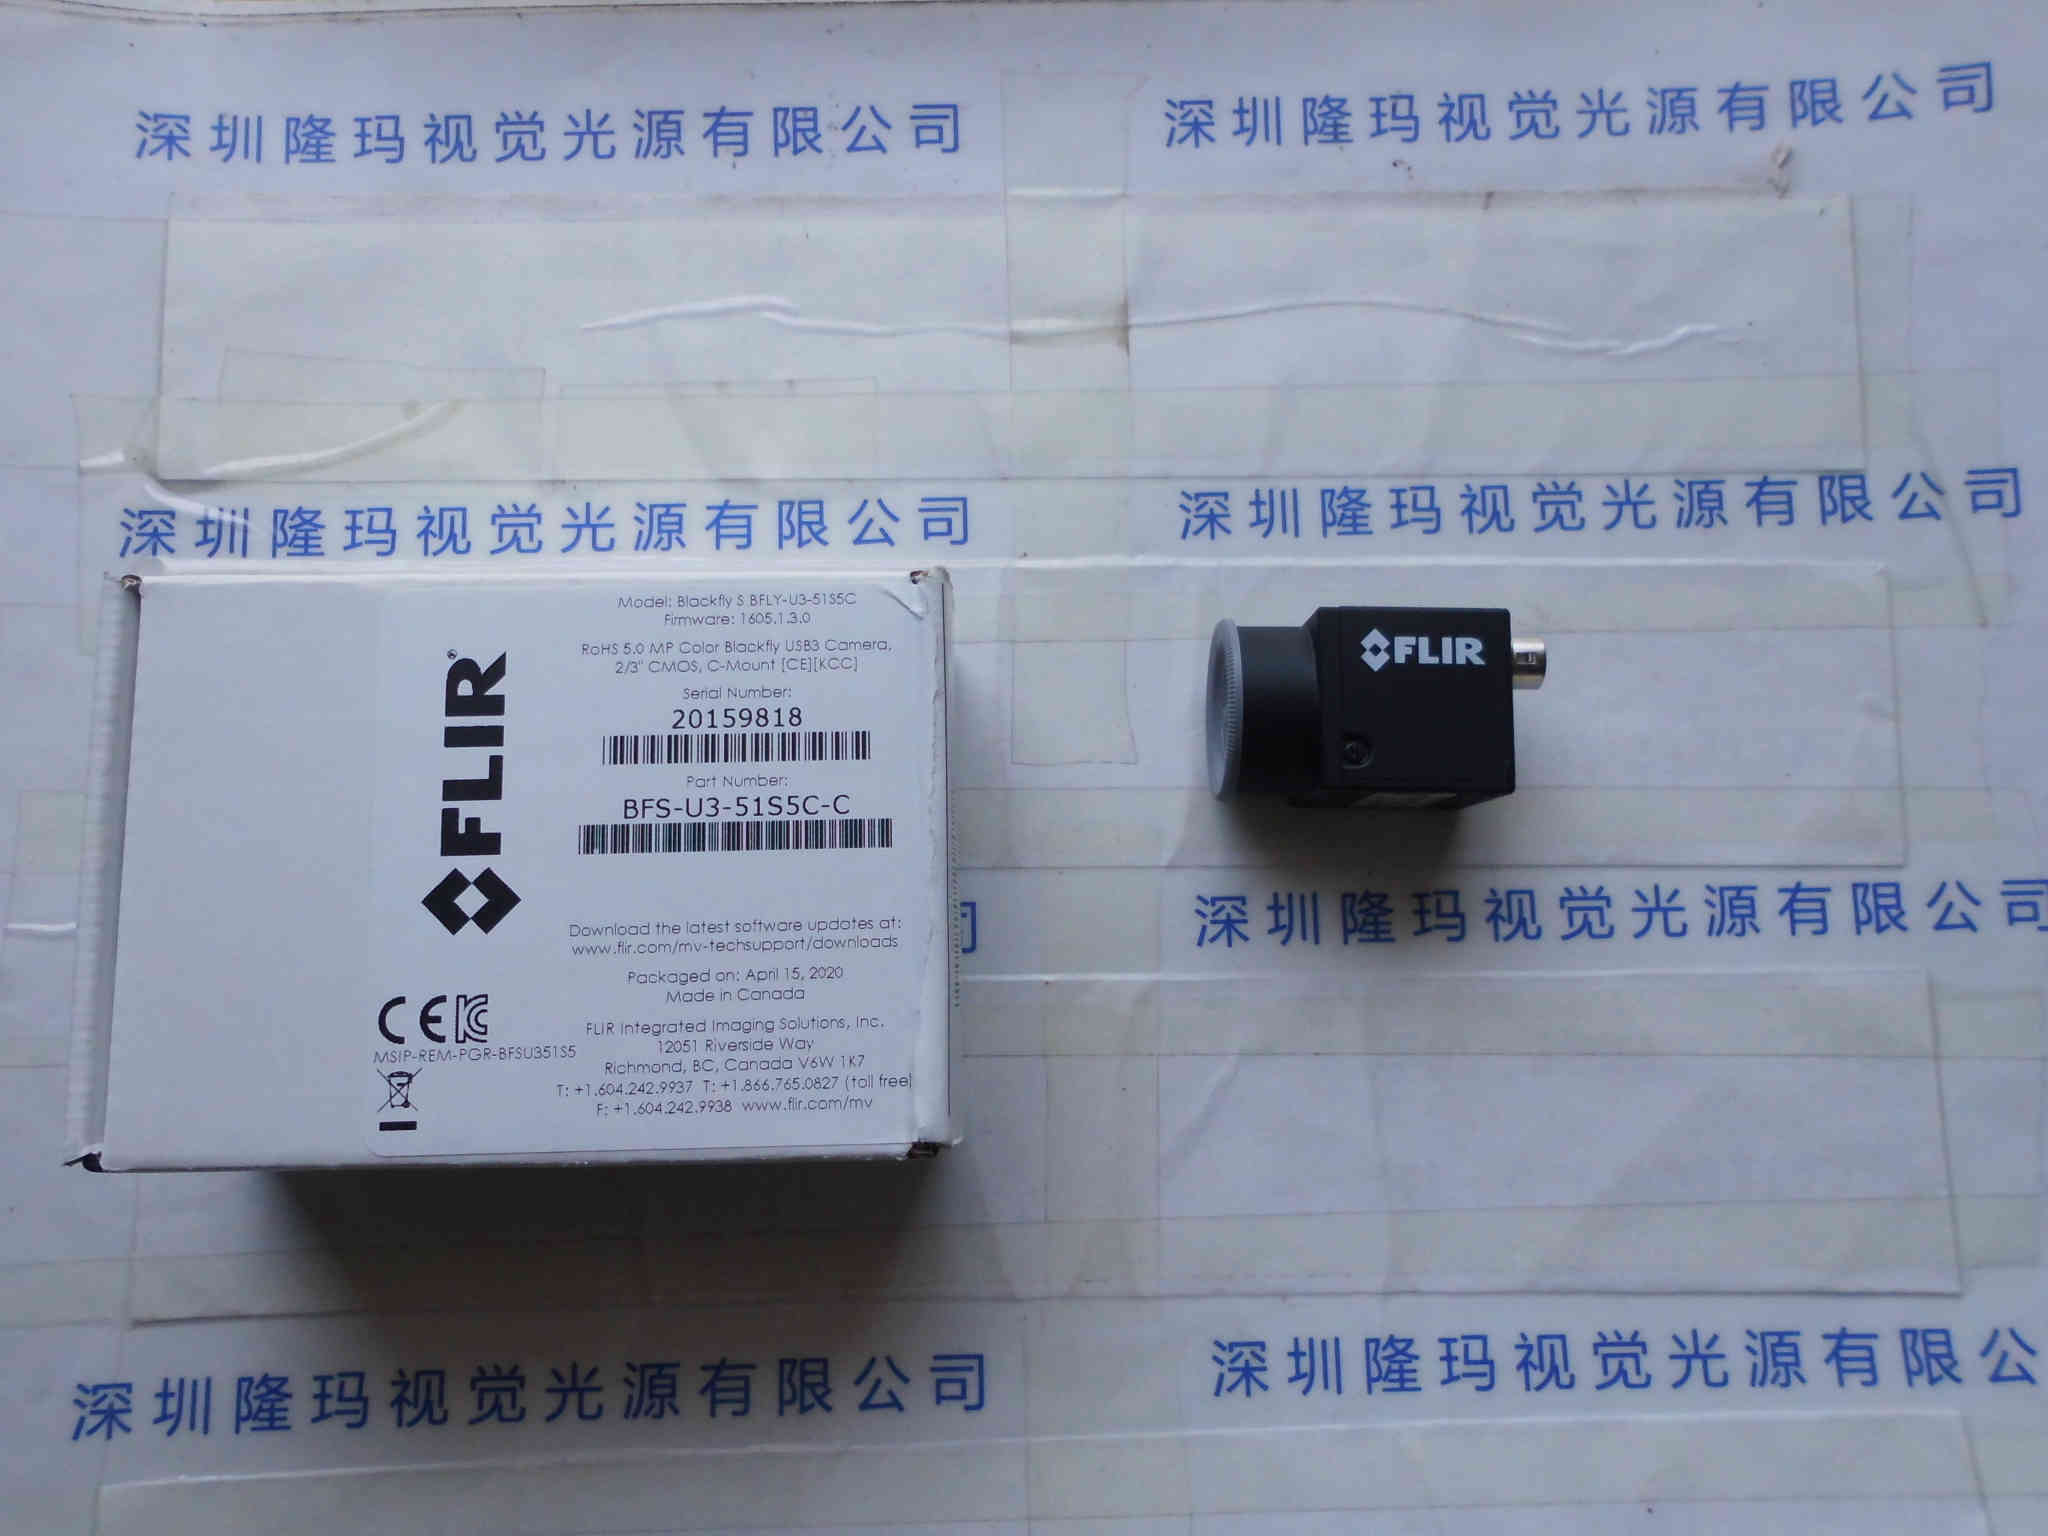 深圳隆玛视觉光源有限公司
深圳隆玛视觉光源有限公司
深圳隆玛视觉光源有限公司
深圳隆玛视觉光源有限公司
Model: Blackfly S BFLY-U3-51S5C
Firmware: 1605.1.3.0
RoHS 5.0 MP Color Blackfly USB3 Camera,
2/3" CMOS, C-Mount [CE][KCC]
Serial Number:
20159818
Part Number:
BFS-U3-51S5C-C
FLIR®
Download the latest software updates at:
www.flir.com/mv-techsupport/downloads
Packaged on: April 15, 2020
Made in Canada
CE
MSIP-REM-PGR-BFSU351S5
FLIR Integrated Imaging Solutions, Inc.
12051 Riverside Way
Richmond, BC, Canada V6W 1K7
T: +1.604.242.9937 T: +1.866.765.0827 (toll free)
F: +1.604.242.9938 www.flir.com/mv
FLIR
司
深圳隆玛视觉光源有限公司
深圳隆玛视觉光源有限公司
深圳隆玛视觉光源有限公